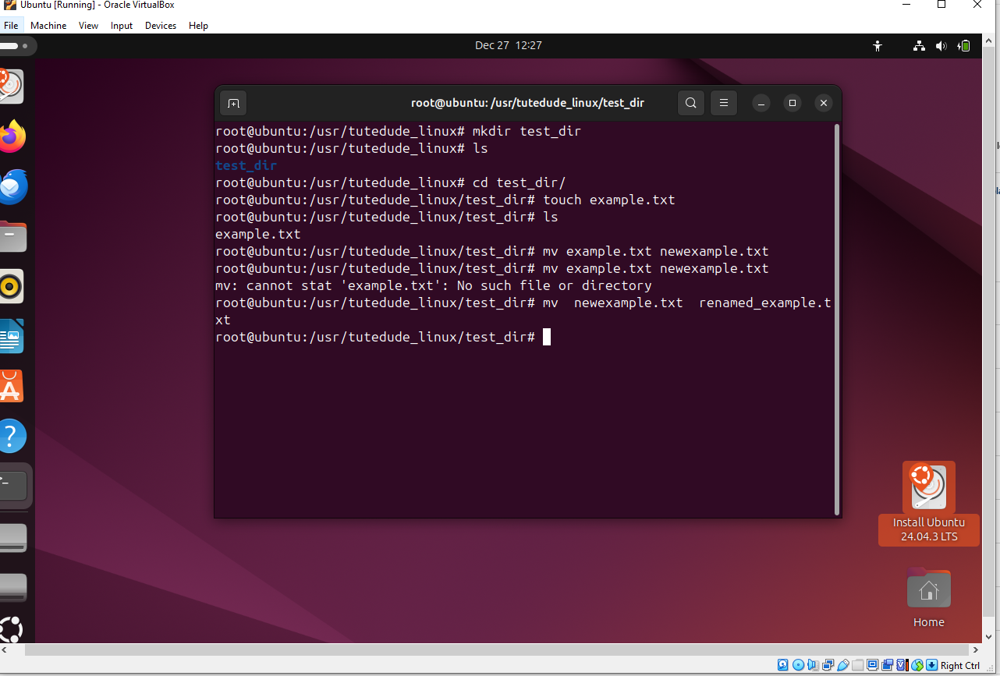 Ubuntu [Running] - Oracle VirtualBox
File Machine View Input Devices Help
Dec 27 12:27
root@ubuntu: /usr/tutedude_linux/test_dir
root@ubuntu:/usr/tutedude_linux# mkdir test_dir
root@ubuntu:/usr/tutedude_linux# ls
test_dir
root@ubuntu:/usr/tutedude_linux# cd test_dir/
root@ubuntu:/usr/tutedude_linux/test_dir# touch example.txt
root@ubuntu:/usr/tutedude_linux/test_dir# ls
example.txt
root@ubuntu:/usr/tutedude_linux/test_dir# mv example.txt newexample.txt
root@ubuntu:/usr/tutedude_linux/test_dir# mv example.txt newexample.txt
mv: cannot stat 'example.txt': No such file or directory
root@ubuntu:/usr/tutedude_linux/test_dir# mv  newexample.txt  renamed_example.t
xt
root@ubuntu:/usr/tutedude_linux/test_dir#
Install Ubuntu
24.04.3 LTS
Home
Right Ctrl